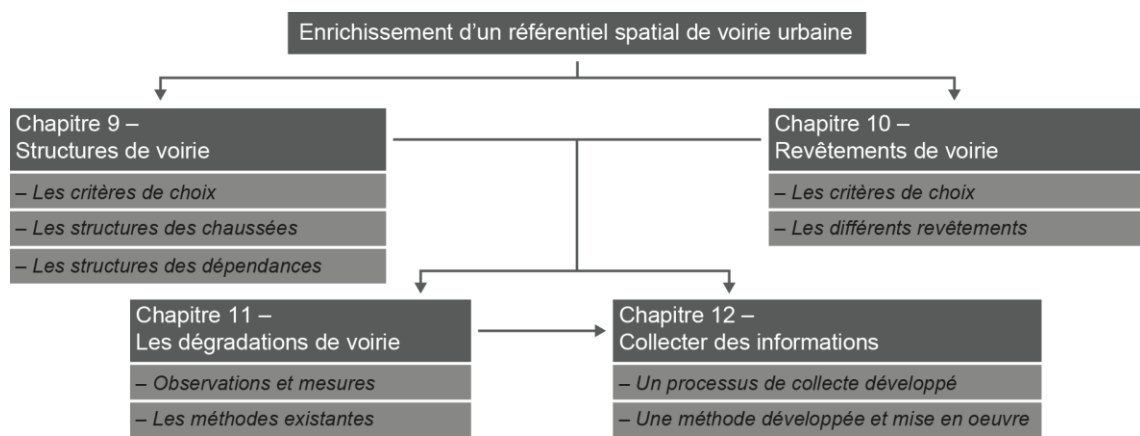 Enrichissement d’un référentiel spatial de voirie urbaine
Chapitre 9 –
Structures de voirie
– Les critères de choix
– Les structures des chaussées
– Les structures des dépendances
Chapitre 10 –
Revêtements de voirie
– Les critères de choix
– Les différents revêtements
Chapitre 11 –
Les dégradations de voirie
– Observations et mesures
– Les méthodes existantes
Chapitre 12 –
Collecter des informations
– Un processus de collecte développé
– Une méthode développée et mise en oeuvre